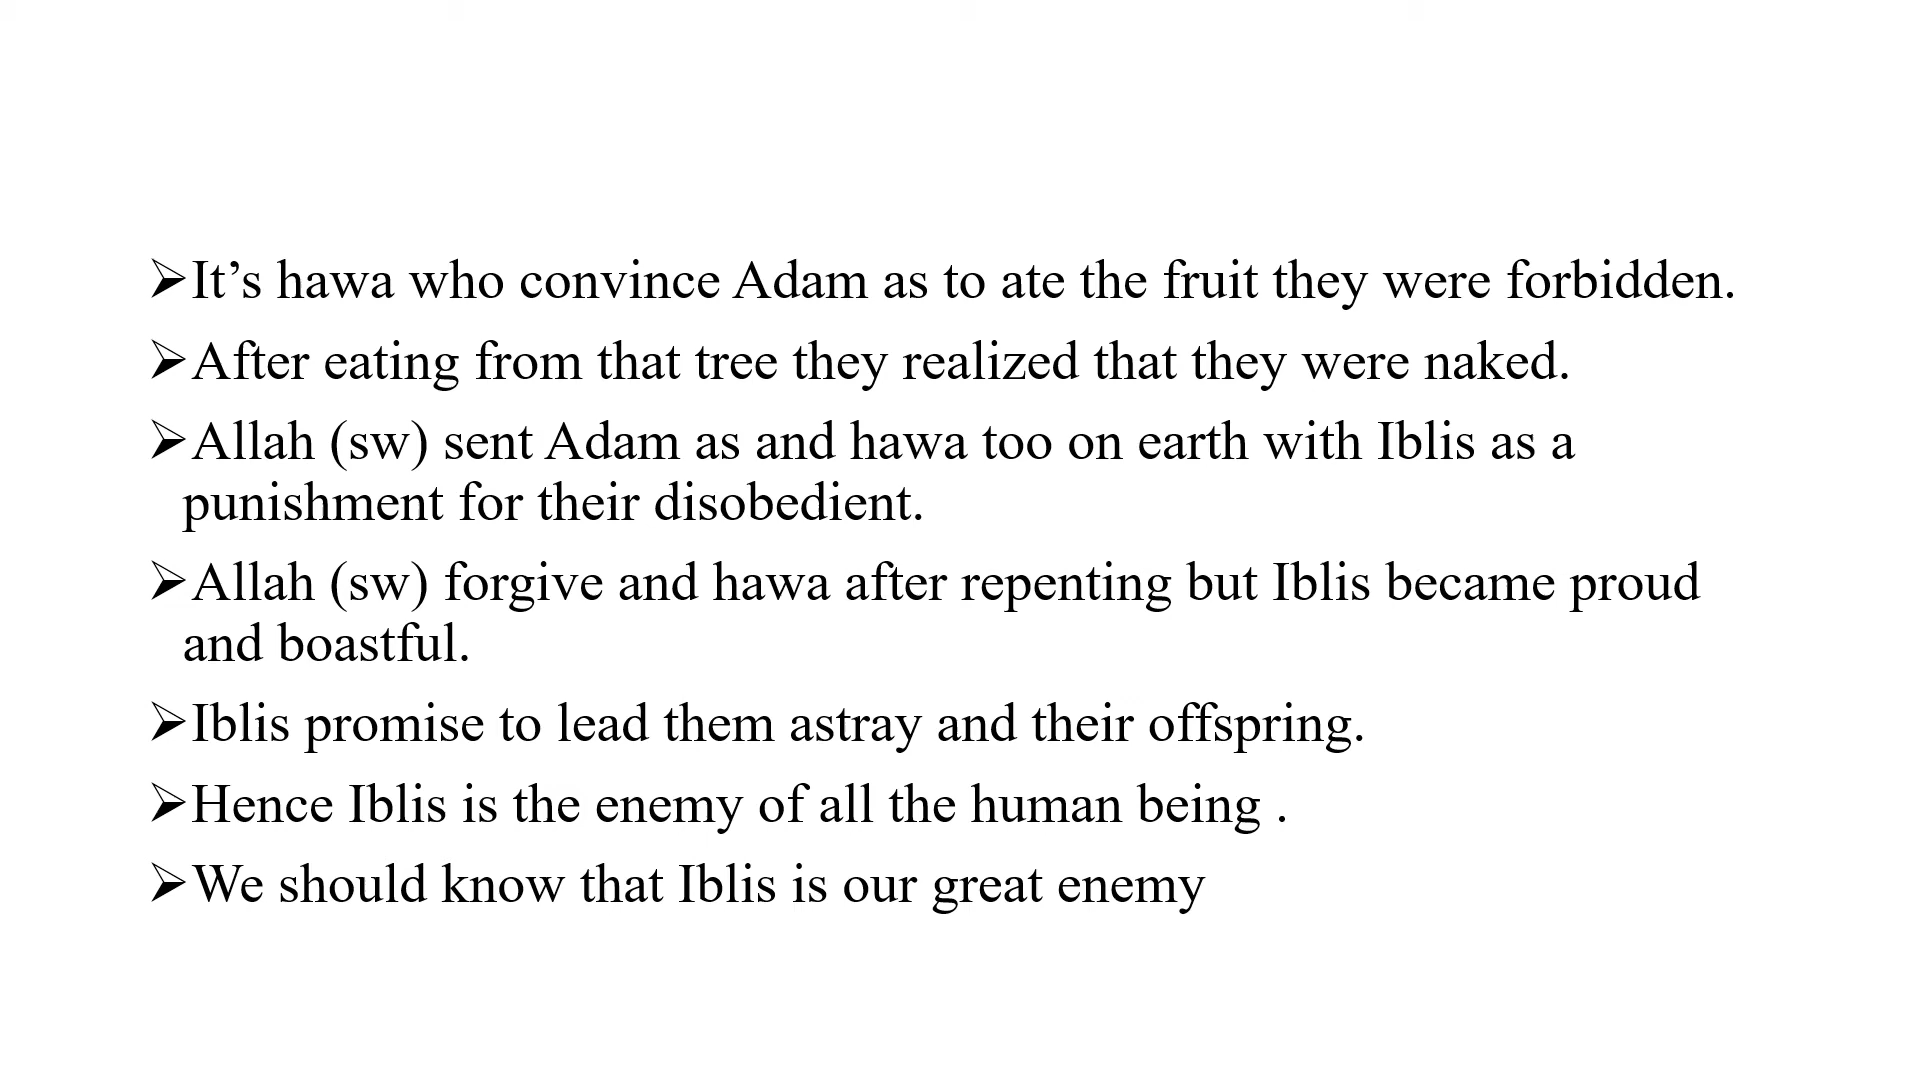 ➢It’s hawa who convince Adam as to ate the fruit they were forbidden.
➢After eating from that tree they realized that they were naked.
➢Allah (sw) sent Adam as and hawa too on earth with Iblis as a
punishment for their disobedient.
➢Allah (sw) forgive and hawa after repenting but Iblis became proud
and boastful.
➢Iblis promise to lead them astray and their offspring.
➢Hence Iblis is the enemy of all the human being .
➢We should know that Iblis is our great enemy